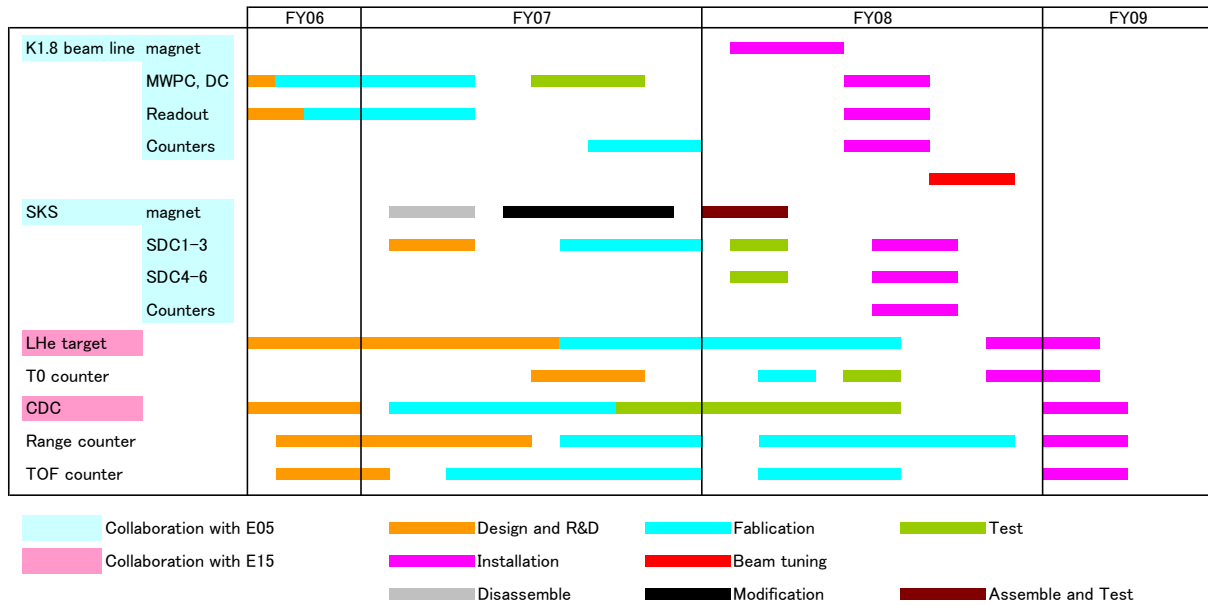 FY06 FY07 FY08 FY09
K1.8 beam line magnet
MWPC, DC
Readout
Counters
SKS magnet
SDC1-3
SDC4-6
Counters
LHe target
T0 counter
CDC
Range counter
TOF counter
Collaboration with E05 Design and R&D Fablication Test
Collaboration with E15 Installation Beam tuning
Disassemble Modification Assemble and Test